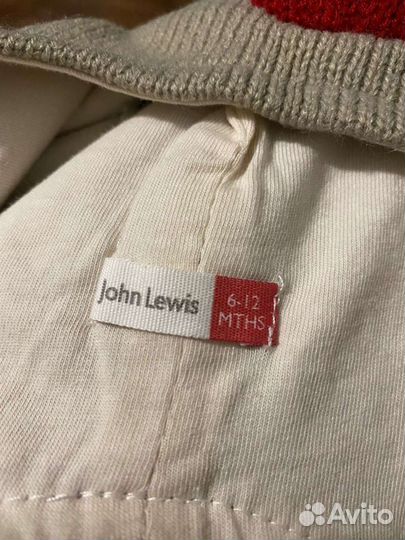 John Lewis
6-12
MTHS
Avito